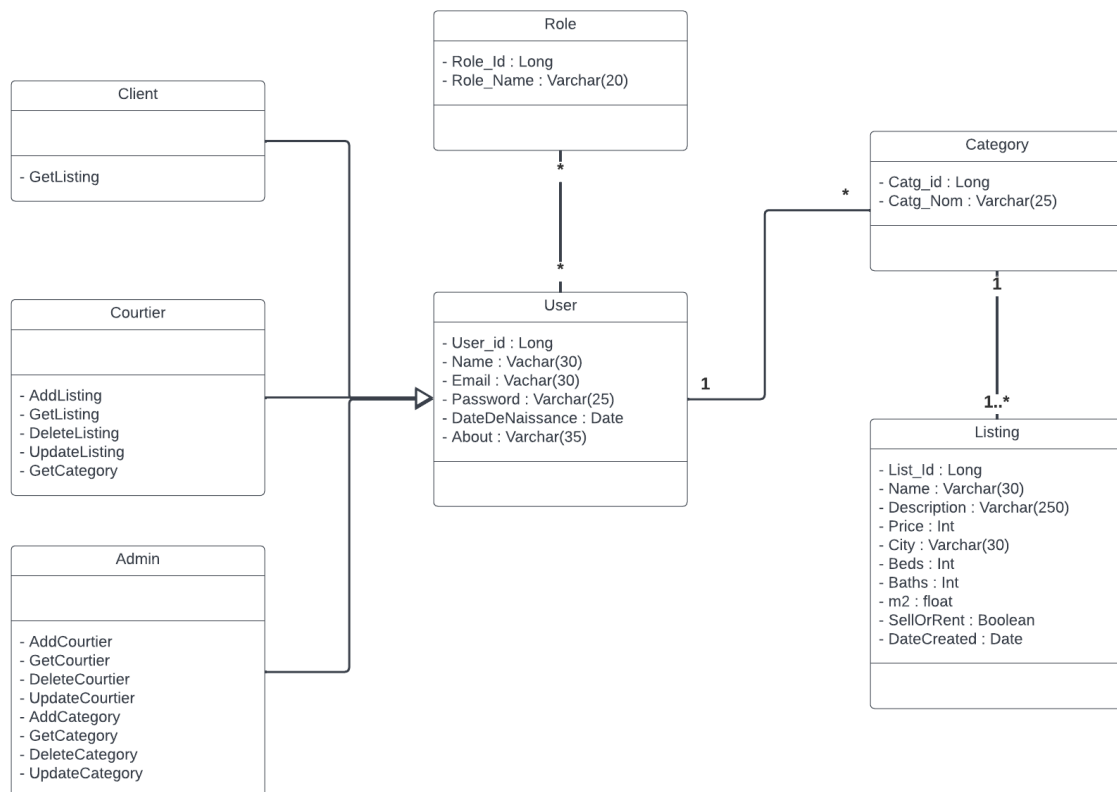 Role
- Role_Id : Long
- Role_Name : Varchar(20)
Client
- GetListing
Category
- Catg_id : Long
- Catg_Nom : Varchar(25)
*
*
*
1
1
1..*
User
- User_id : Long
- Name : Vachar(30)
- Email : Vachar(30)
- Password : Varchar(25)
- DateDeNaissance : Date
- About : Varchar(35)
Courtier
- AddListing
- GetListing
- DeleteListing
- UpdateListing
- GetCategory
Listing
- List_Id : Long
- Name : Varchar(30)
- Description : Varchar(250)
- Price : Int
- City : Varchar(30)
- Beds : Int
- Baths : Int
- m2 : float
- SellOrRent : Boolean
- DateCreated : Date
Admin
- AddCourtier
- GetCourtier
- DeleteCourtier
- UpdateCourtier
- AddCategory
- GetCategory
- DeleteCategory
- UpdateCategory